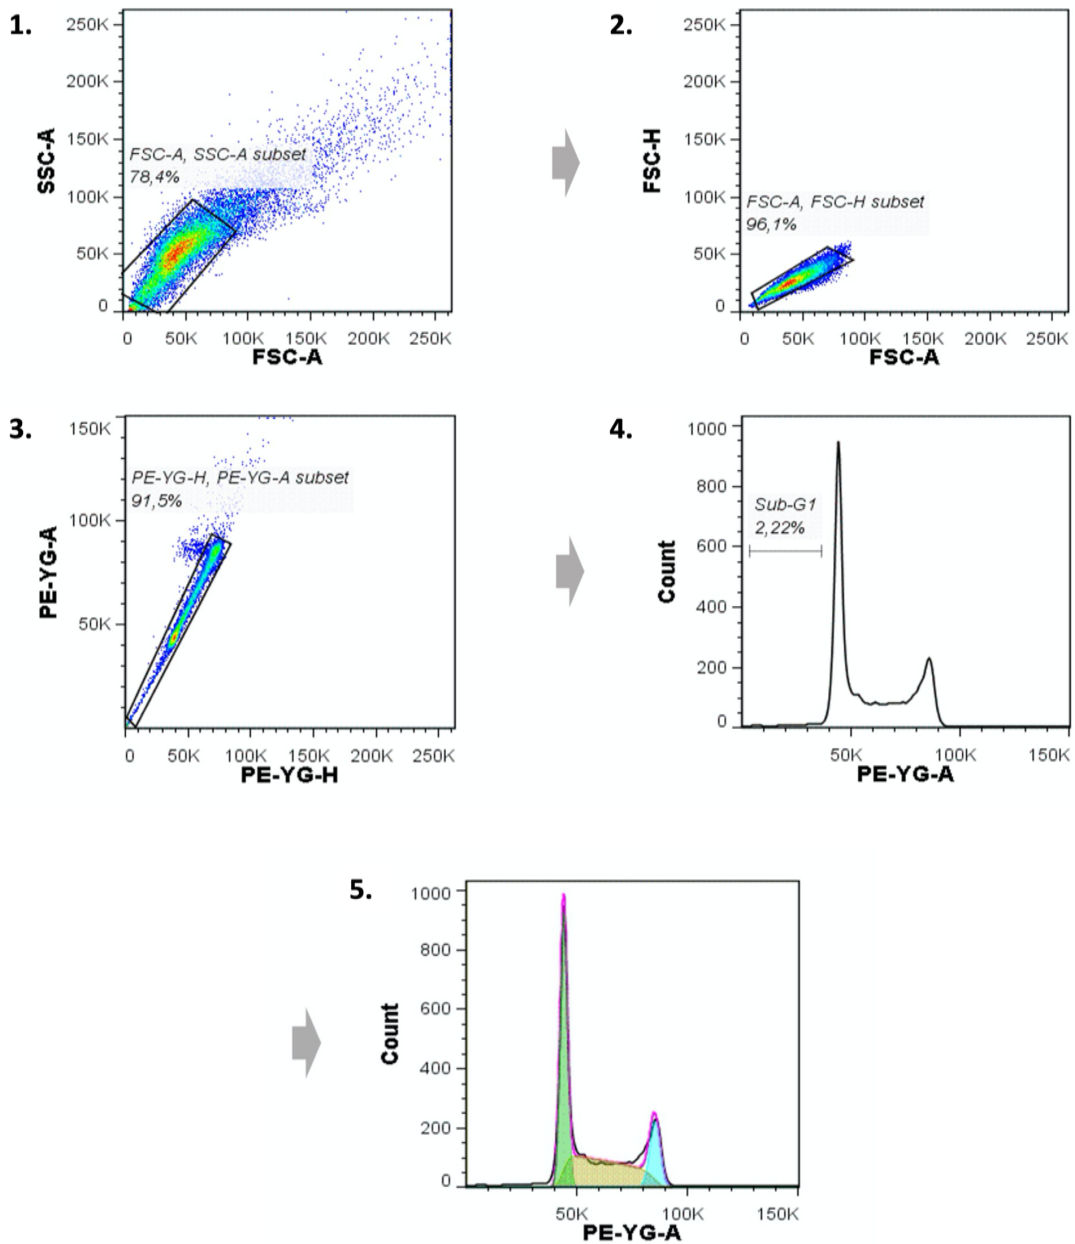 1.
250K
200K
150K
100K
50K
0
SSC-A
FSC-A, SSC-A subset
78,4%
0 50K 100K 150K 200K 250K
FSC-A
2.
250K
200K
150K
100K
50K
0
FSC-H
FSC-A, FSC-H subset
96,1%
0 50K 100K 150K 200K 250K
FSC-A
3.
150K
100K
50K
PE-YG-A
PE-YG-H, PE-YG-A subset
91,5%
0 50K 100K 150K 200K 250K
PE-YG-H
4.
1000
800
600
400
200
0
Count
Sub-G1
2,22%
50K 100K 150K
PE-YG-A
5.
1000
800
600
400
200
0
Count
50K 100K 150K
PE-YG-A